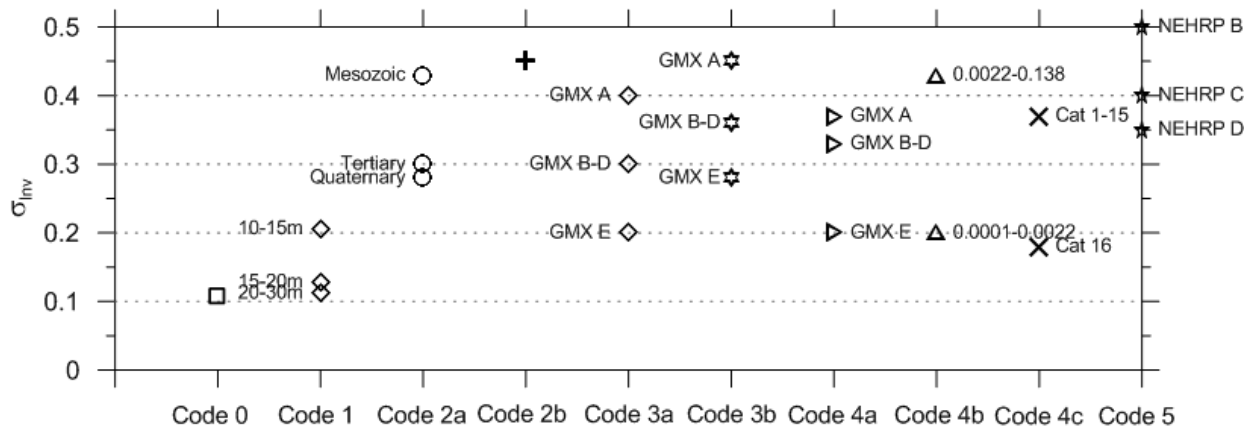 0.5
NEHRP B
GMX A
Mesozoic
0.0022-0.138
GMX A
0.4
NEHRP C
GMX A
Cat 1-15
GMX B-D
NEHRP D
GMX B-D
σInv
0.3
Tertiary
GMX B-D
Quaternary
GMX E
10-15m
0.2
GMX E
GMX E
0.0001-0.0022
Cat 16
15-20m
20-30m
0.1
0
Code 0 Code 1 Code 2a Code 2b Code 3a Code 3b Code 4a Code 4b Code 4c Code 5